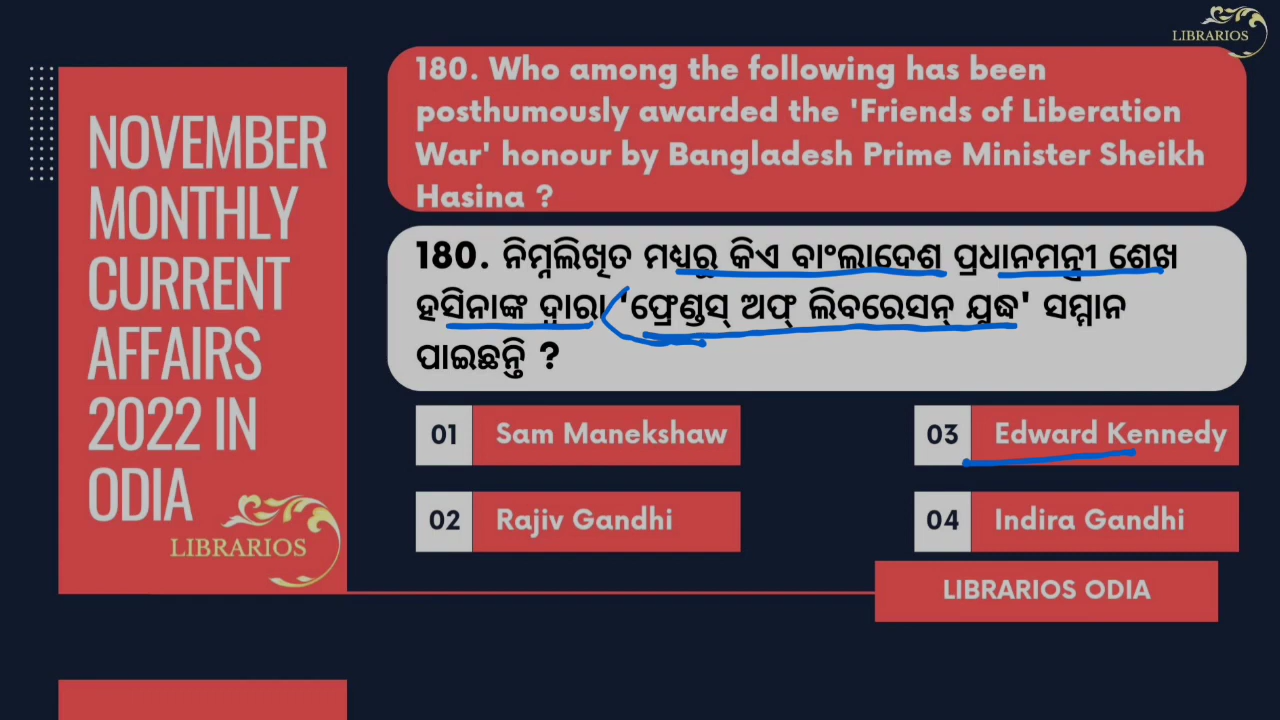 LIBRARIOS
NOVEMBER
MONTHLY
CURRENT
AFFAIRS
2022 IN
ODIA
LIBRARIOS
180. Who among the following has been
posthumously awarded the 'Friends of Liberation
War' honour by Bangladesh Prime Minister Sheikh
Hasina ?
180. ନିମ୍ନଲିଖିତ ମଧ୍ୟରୁ କିଏ ବାଂଲାଦେଶ ପ୍ରଧାନମନ୍ତ୍ରୀ ଶେଖ
ହସିନାଙ୍କ ଦ୍ୱାରା 'ଫ୍ରେଣ୍ଡସ୍ ଅଫ୍ ଲିବରେସନ୍ ଯୁଦ୍ଧ' ସମ୍ମାନ
ପାଇଛନ୍ତି ?
01 Sam Manekshaw
03 Edward Kennedy
02 Rajiv Gandhi
04 Indira Gandhi
LIBRARIOS ODIA